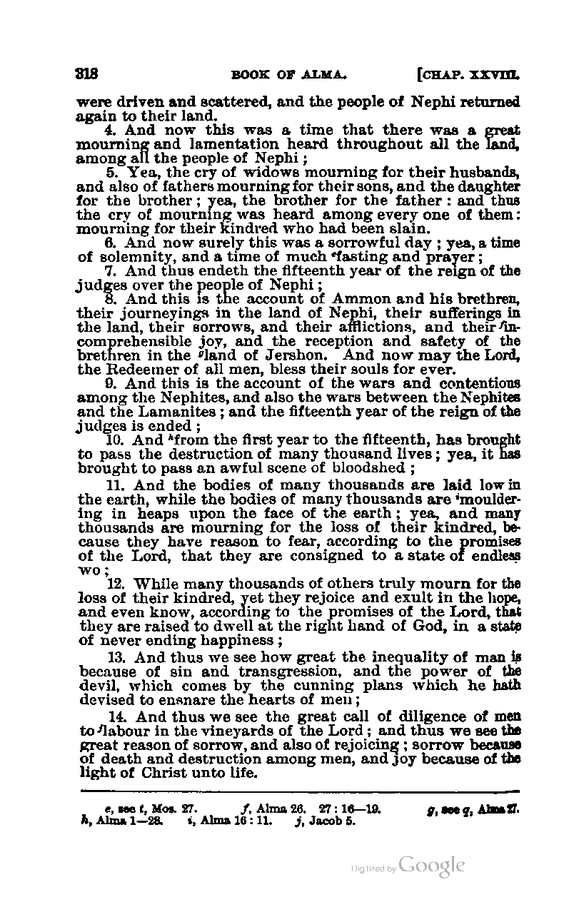 318 BOOK OF ALMA. [CHAP. XXVIII.
were driven and scattered, and the people of Nephi returned
again to their land.
4. And now this was a time that there was a great
mourning and lamentation heard throughout all the land,
among all the people of Nephi;
5. Yea, the cry of widows mourning for their husbands,
and also of fathers mourning for their sons, and the daughter
for the brother; yea, the brother for the father: and thus
the cry of mourning was heard among every one of them:
mourning for their kindred who had been slain.
6. And now surely this was a sorrowful day; yea, a time
of solemnity, and a time of much ᵉfasting and prayer;
7. And thus endeth the fifteenth year of the reign of the
judges over the people of Nephi;
8. And this is the account of Ammon and his brethren,
their journeyings in the land of Nephi, their sufferings in
the land, their sorrows, and their afflictions, and their ᶠin-
comprehensible joy, and the reception and safety of the
brethren in the ᵍland of Jershon. And now may the Lord,
the Redeemer of all men, bless their souls for ever.
9. And this is the account of the wars and contentions
among the Nephites, and also the wars between the Nephites
and the Lamanites; and the fifteenth year of the reign of the
judges is ended;
10. And ʰfrom the first year to the fifteenth, has brought
to pass the destruction of many thousand lives; yea, it has
brought to pass an awful scene of bloodshed;
11. And the bodies of many thousands are laid low in
the earth, while the bodies of many thousands are ⁱmoulder-
ing in heaps upon the face of the earth; yea, and many
thousands are mourning for the loss of their kindred, be-
cause they have reason to fear, according to the promises
of the Lord, that they are consigned to a state of endless
wo;
12. While many thousands of others truly mourn for the
loss of their kindred, yet they rejoice and exult in the hope,
and even know, according to the promises of the Lord, that
they are raised to dwell at the right hand of God, in a state
of never ending happiness;
13. And thus we see how great the inequality of man is
because of sin and transgression, and the power of the
devil, which comes by the cunning plans which he hath
devised to ensnare the hearts of men;
14. And thus we see the great call of diligence of men
to ʲlabour in the vineyards of the Lord; and thus we see the
great reason of sorrow, and also of rejoicing; sorrow because
of death and destruction among men, and joy because of the
light of Christ unto life.
e, see t, Mos. 27. f, Alma 26. 27:16—19. g, see q, Alma 27.
h, Alma 1—28. i, Alma 16:11. j, Jacob 5.
Digitized by Google